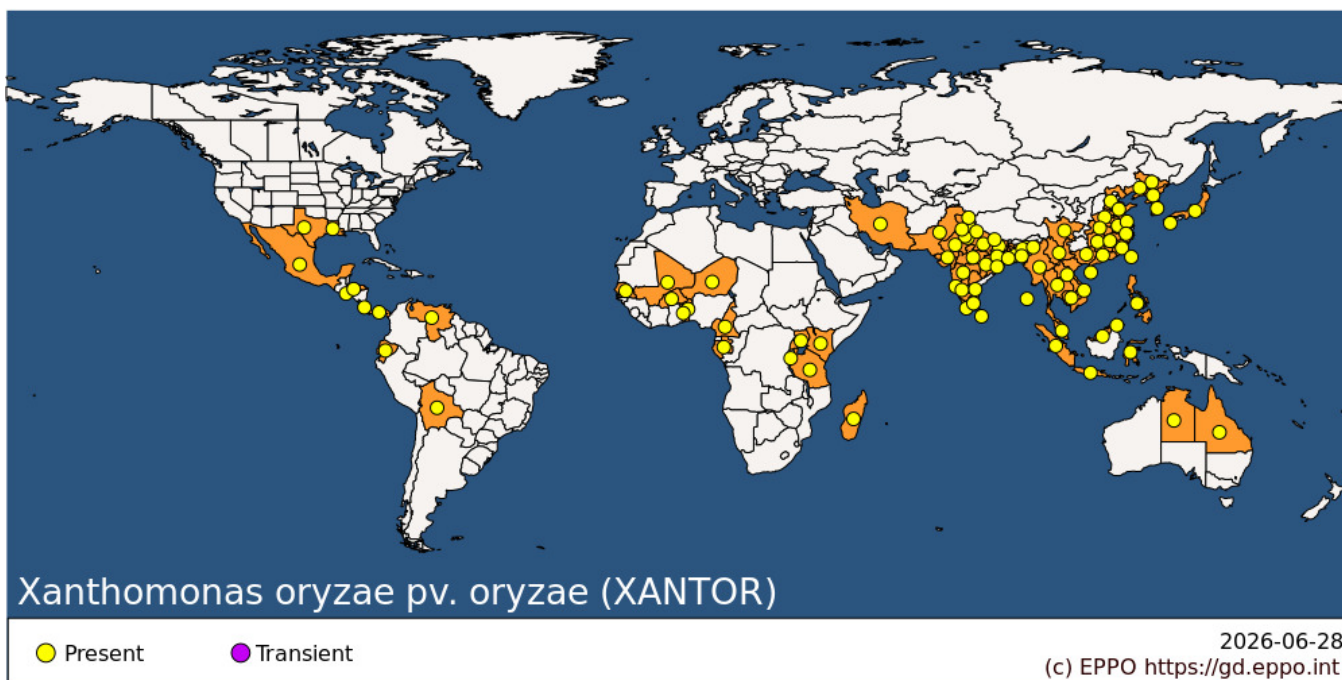 Xanthomonas oryzae pv. oryzae (XANTOR)
Present
Transient
2026-06-28
(c) EPPO https://gd.eppo.int